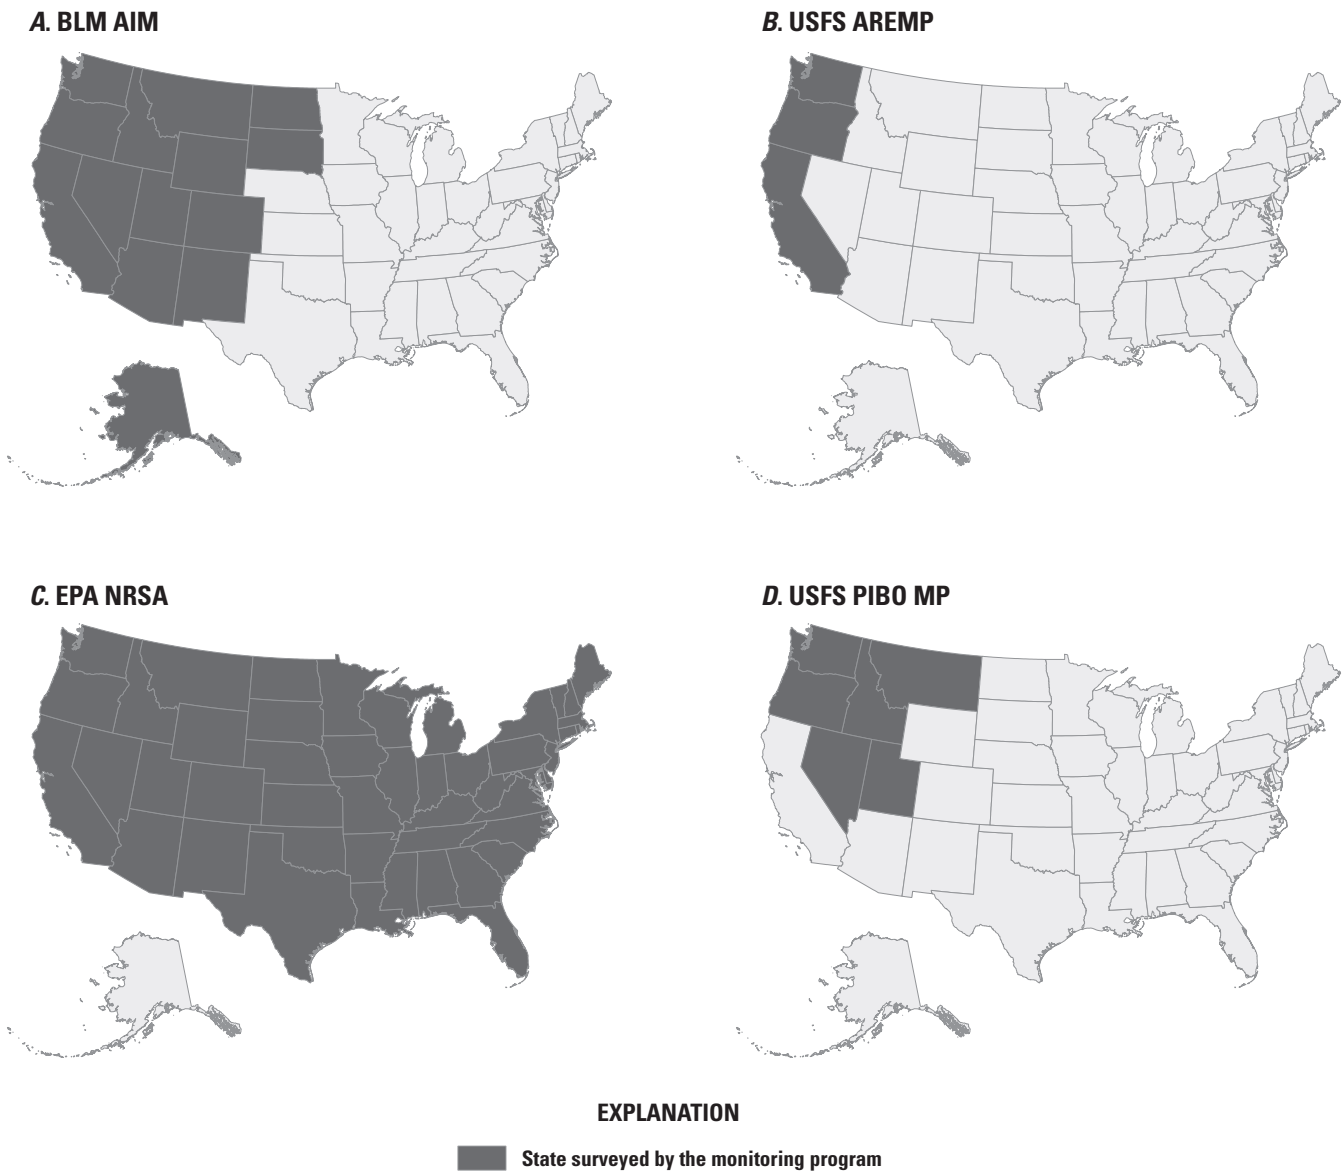 A. BLM AIM
B. USFS AREMP
C. EPA NRSA
D. USFS PIBO MP
EXPLANATION
State surveyed by the monitoring program